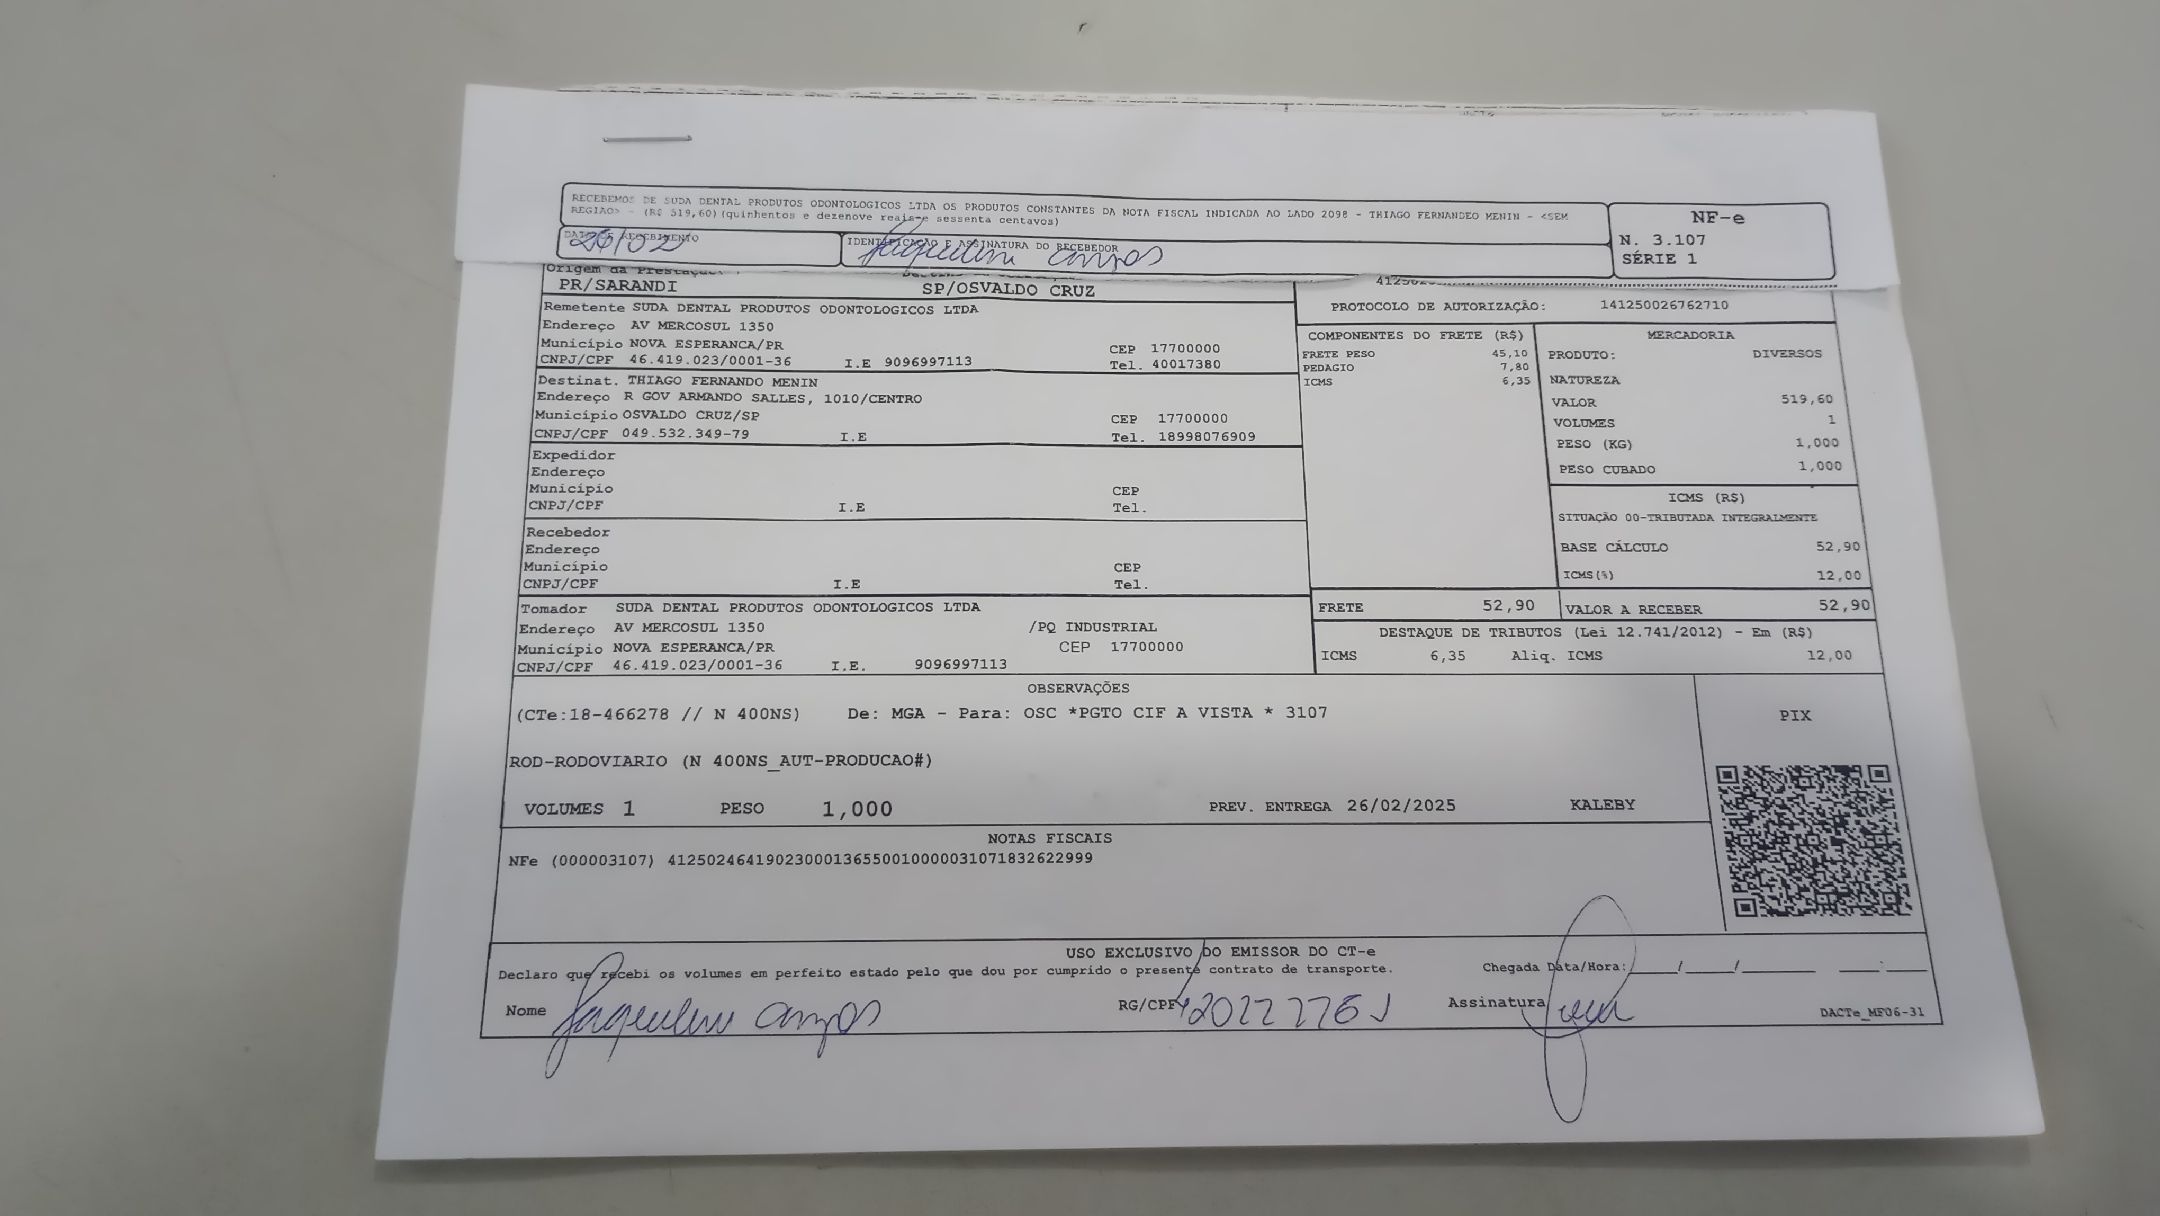 RECEBEMOS DE SUDA DENTAL PRODUTOS ODONTOLOGICOS LTDA OS PRODUTOS CONSTANTES DA NOTA FISCAL INDICADA AO LADO 2098 - THIAGO FERNANDEO MENIN - <SEM
REGIAO> - (R$ 519,60) (quinhentos e dezenove reais e sessenta centavos)
NF-e
N. 3.107
SÉRIE 1
DATA DE RECEBIMENTO
26/02
IDENTIFICAÇÃO E ASSINATURA DO RECEBEDOR
Origem da Prestação
PR/SARANDI
SP/OSVALDO CRUZ
PROTOCOLO DE AUTORIZAÇÃO: 141250026762710
Remetente SUDA DENTAL PRODUTOS ODONTOLOGICOS LTDA
Endereço AV MERCOSUL 1350
Município NOVA ESPERANCA/PR CEP 17700000
CNPJ/CPF 46.419.023/0001-36 I.E 9096997113 Tel. 40017380
Destinat. THIAGO FERNANDO MENIN
Endereço R GOV ARMANDO SALLES, 1010/CENTRO
Município OSVALDO CRUZ/SP CEP 17700000
CNPJ/CPF 049.532.349-79 I.E Tel. 18998076909
Expedidor
Endereço
Município CEP
CNPJ/CPF I.E Tel.
Recebedor
Endereço
Município CEP
CNPJ/CPF I.E Tel.
Tomador SUDA DENTAL PRODUTOS ODONTOLOGICOS LTDA
Endereço AV MERCOSUL 1350 /PQ INDUSTRIAL
Município NOVA ESPERANCA/PR CEP 17700000
CNPJ/CPF 46.419.023/0001-36 I.E. 9096997113
COMPONENTES DO FRETE (R$)
FRETE PESO 45,10
PEDAGIO 7,80
ICMS 6,35
MERCADORIA
PRODUTO: DIVERSOS
NATUREZA
VALOR 519,60
VOLUMES 1
PESO (KG) 1,000
PESO CUBADO 1,000
ICMS (R$)
SITUAÇÃO 00-TRIBUTADA INTEGRALMENTE
BASE CÁLCULO 52,90
ICMS(%) 12,00
FRETE 52,90 VALOR A RECEBER 52,90
DESTAQUE DE TRIBUTOS (Lei 12.741/2012) - Em (R$)
ICMS 6,35 Aliq. ICMS 12,00
OBSERVAÇÕES
(CTe:18-466278 // N 400NS) De: MGA - Para: OSC *PGTO CIF A VISTA * 3107
ROD-RODOVIARIO (N 400NS_AUT-PRODUCAO#)
VOLUMES 1 PESO 1,000 PREV. ENTREGA 26/02/2025 KALEBY
PIX
NOTAS FISCAIS
NFe (000003107) 41250246419023000136550010000031071832622999
USO EXCLUSIVO DO EMISSOR DO CT-e
Declaro que recebi os volumes em perfeito estado pelo que dou por cumprido o presente contrato de transporte.
Chegada Data/Hora: ____/____/________ ____:____
Nome
RG/CPF
Assinatura
DACTe_MF06-31